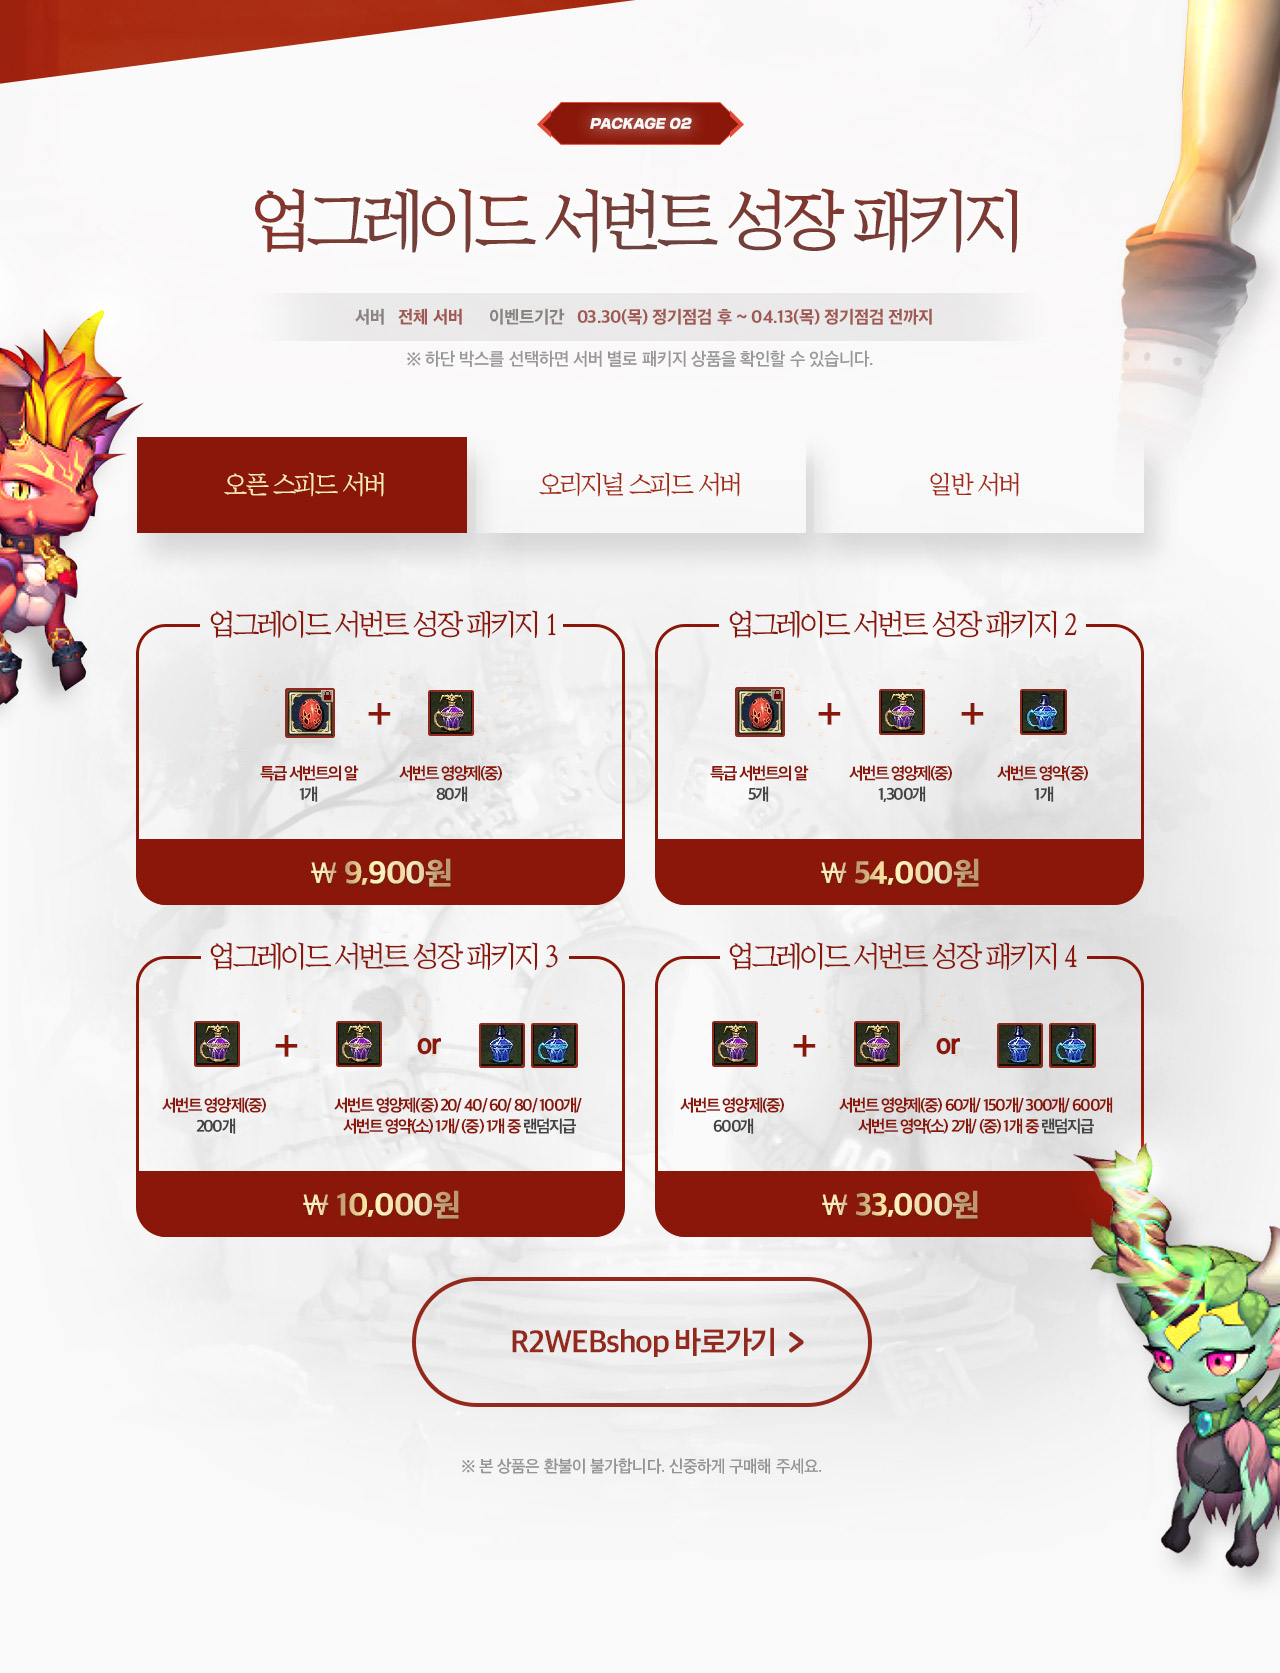 PACKAGE 02
업그레이드 서번트 성장 패키지
서버 전체 서버 이벤트기간 03.30(목) 정기점검 후 ~ 04.13(목) 정기점검 전까지
※ 하단 박스를 선택하면 서버 별로 패키지 상품을 확인할 수 있습니다.
오픈 스피드 서버
오리지널 스피드 서버
일반 서버
업그레이드 서번트 성장 패키지 1
+
특급 서번트의 알
1개
서번트 영양제(중)
80개
₩ 9,900원
업그레이드 서번트 성장 패키지 2
+
+
특급 서번트의 알
5개
서번트 영양제(중)
1,300개
서번트 영약(중)
1개
₩ 54,000원
업그레이드 서번트 성장 패키지 3
+
or
서번트 영양제(중)
200개
서번트 영양제(중) 20/ 40/ 60/ 80/ 100개/
서번트 영약(소) 1개/ (중) 1개 중 랜덤지급
₩ 10,000원
업그레이드 서번트 성장 패키지 4
+
or
서번트 영양제(중)
600개
서번트 영양제(중) 60개/ 150개/ 300개/ 600개
서번트 영약(소) 2개/ (중) 1개 중 랜덤지급
₩ 33,000원
R2WEBshop 바로가기 >
※ 본 상품은 환불이 불가합니다. 신중하게 구매해 주세요.